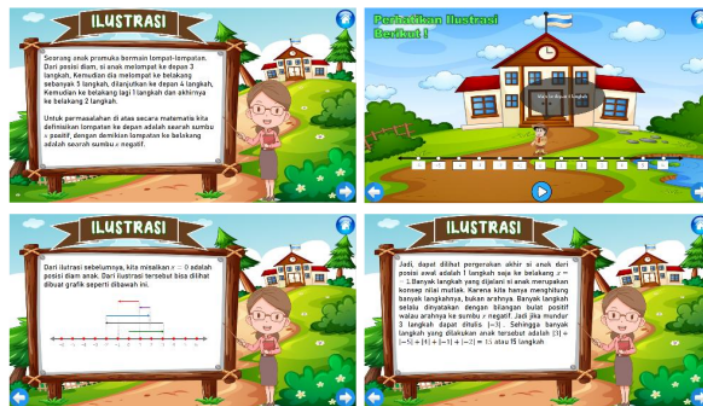 ILUSTRASI
Seorang anak pramuka bermain lompat-lompatan.
Dari posisi diam, si anak melompat ke depan 3
langkah, Kemudian dia melompat ke belakang
sebanyak 5 langkah, dilanjutkan ke depan 4 langkah,
Kemudian ke belakang lagi 1 langkah dan akhirnya
ke belakang 2 langkah.
Untuk permasalahan di atas secara matematis kita
definisikan lompatan ke depan adalah searah sumbu
x positif, dengan demikian lompatan ke belakang
adalah searah sumbu x negatif.
Perhatikan Ilustrasi
Berikut !
ILUSTRASI
Dari ilutrasi sebelumnya, kita misalkan x = 0 adalah
posisi diam anak. Dari ilustrasi tersebut bisa dilihat
dibuat grafik seperti dibawah ini.
ILUSTRASI
Jadi, dapat dilihat pergerakan akhir si anak dari
posisi awal adalah 1 langkah saja ke belakang x =
− 1. Banyak langkah yang dijalani si anak merupakan
konsep nilai mutlak. Karena kita hanya menghitung
banyak langkahnya, bukan arahnya. Banyak langkah
selalu dinyatakan dengan bilangan bulat positif
walau arahnya ke sumbu x negatif. Jadi jika mundur
3 langkah dapat ditulis |−3| . Sehingga banyak
langkah yang dilakukan anak tersebut adalah |3| +
|−5| + |4| + |−1| + |−2| = 15 atau 15 langkah